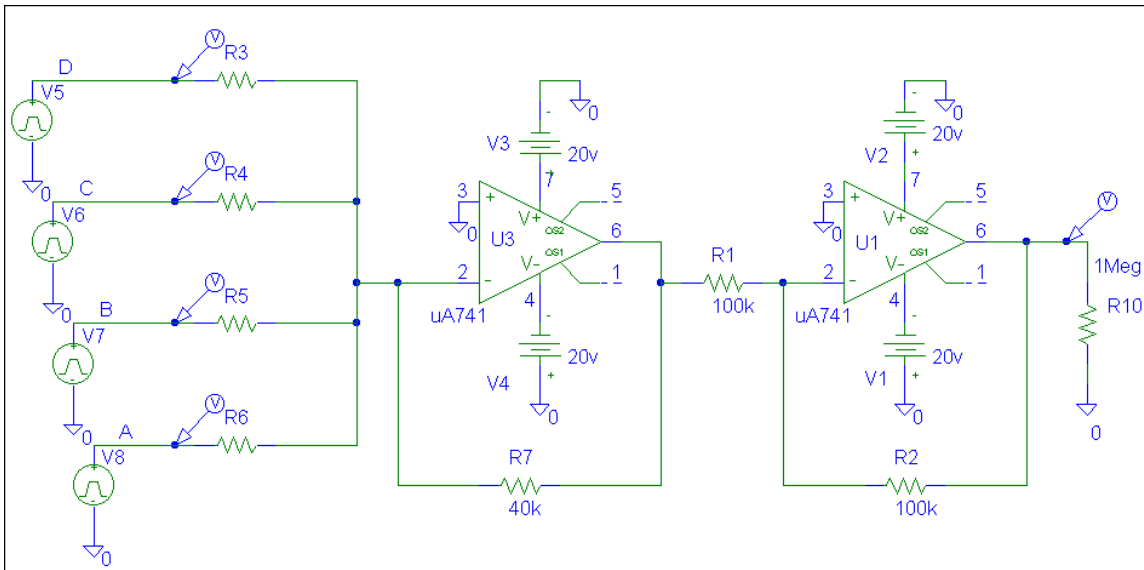 V
D
R3
V5
0
V
C
R4
V6
0
V
B
R5
V7
0
V
A
R6
V8
0
-
0
V3
20v
+
7
3
+
5
0
V+
OS2
U3
6
V-
OS1
2
-
1
uA741
4
-
20v
V4
+
0
R7
40k
R1
100k
-
0
V2
20v
+
7
3
+
5
0
V+
OS2
U1
6
V-
OS1
2
-
1
uA741
4
-
20v
V1
+
0
R2
100k
V
1Meg
R10
0